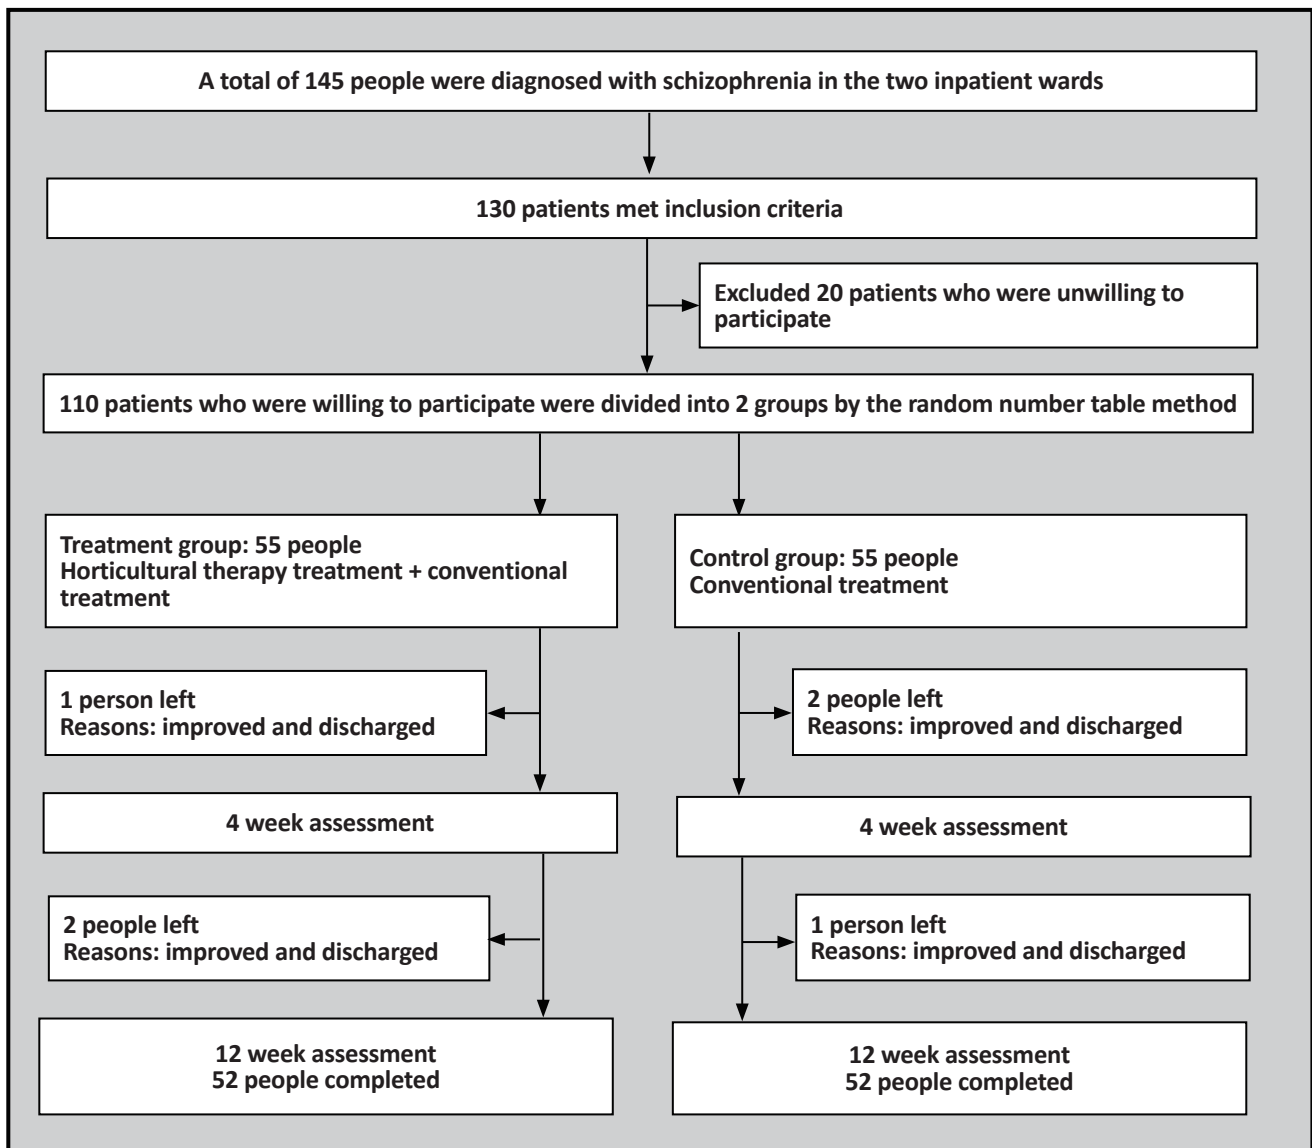 A total of 145 people were diagnosed with schizophrenia in the two inpatient wards
130 patients met inclusion criteria
Excluded 20 patients who were unwilling to
participate
110 patients who were willing to participate were divided into 2 groups by the random number table method
Treatment group: 55 people
Horticultural therapy treatment + conventional
treatment
Control group: 55 people
Conventional treatment
1 person left
Reasons: improved and discharged
2 people left
Reasons: improved and discharged
4 week assessment
4 week assessment
2 people left
Reasons: improved and discharged
1 person left
Reasons: improved and discharged
12 week assessment
52 people completed
12 week assessment
52 people completed